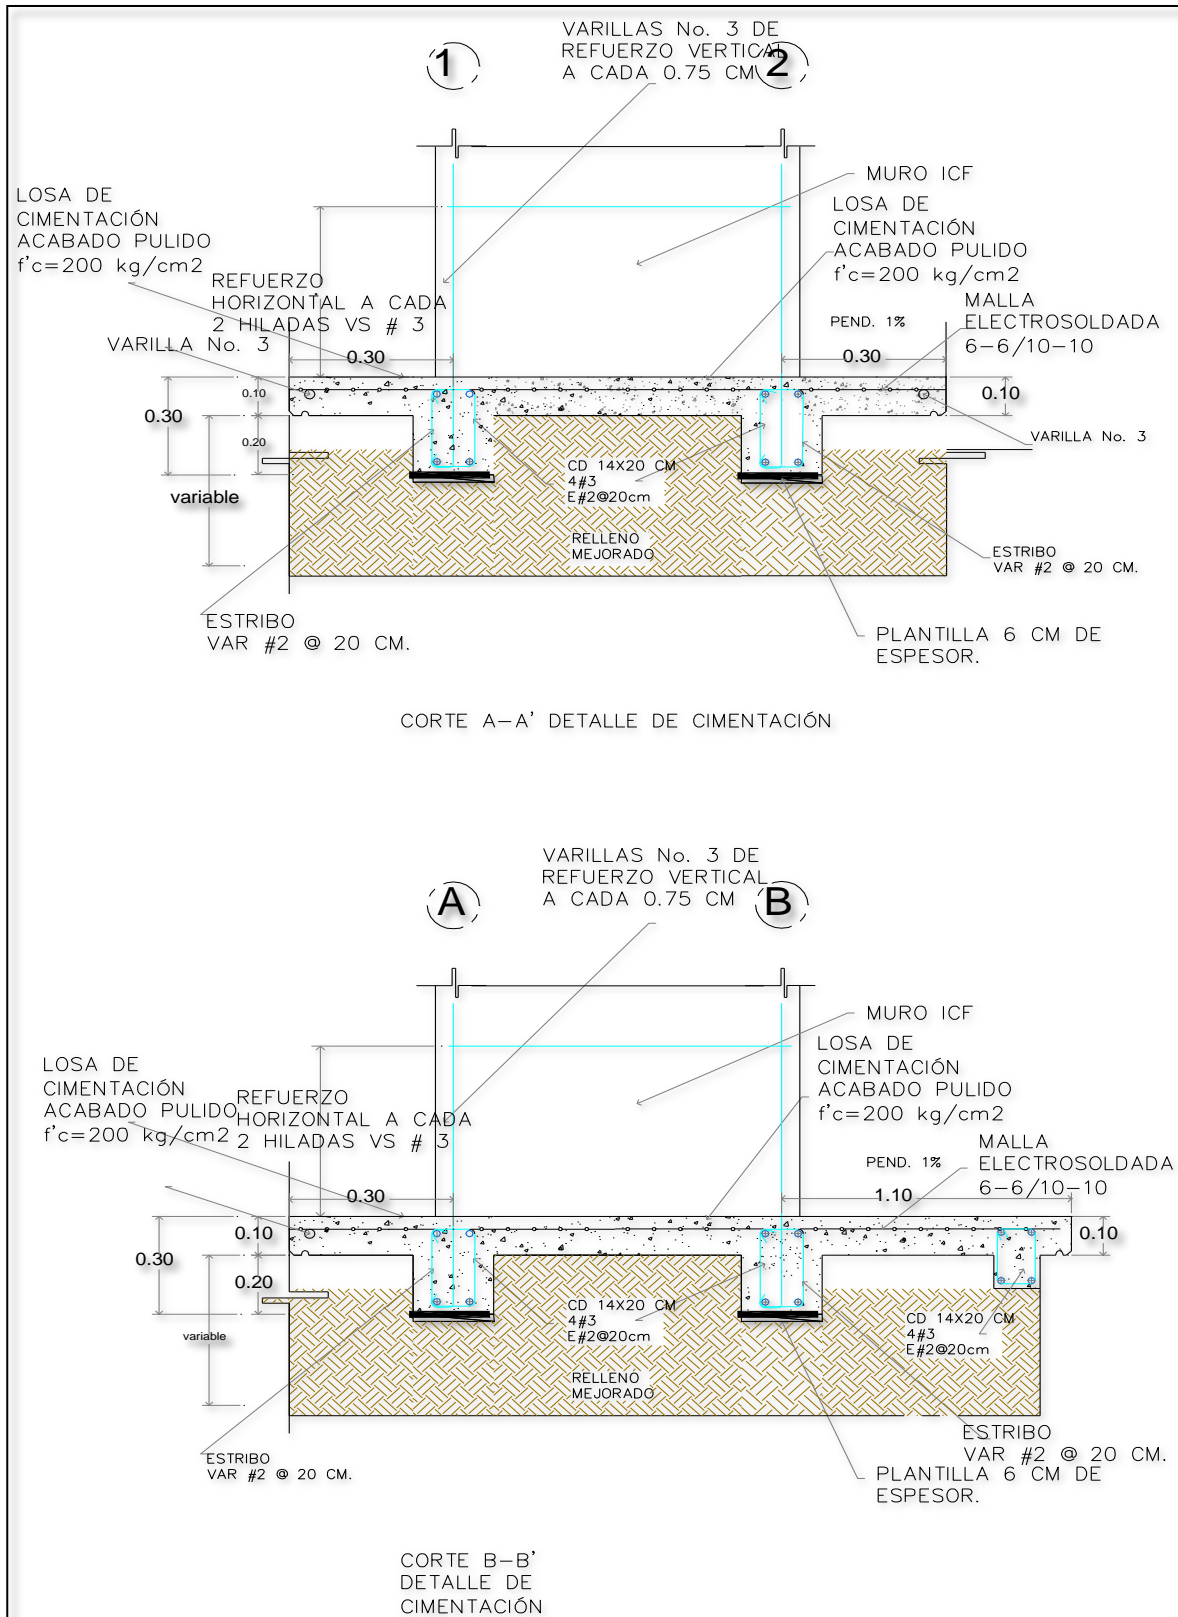 VARILLAS No. 3 DE
REFUERZO VERTICAL
A CADA 0.75 CM
1
2
MURO ICF
LOSA DE
CIMENTACIÓN
ACABADO PULIDO
f'c=200 kg/cm2
LOSA DE
CIMENTACIÓN
ACABADO PULIDO
f'c=200 kg/cm2
REFUERZO
HORIZONTAL A CADA
2 HILADAS VS # 3
MALLA
ELECTROSOLDADA
6-6/10-10
PEND. 1%
VARILLA No. 3
0.30
0.30
0.30
0.10
0.20
0.10
variable
VARILLA No. 3
CD 14X20 CM
4#3
E#2@20cm
RELLENO
MEJORADO
ESTRIBO
VAR #2 @ 20 CM.
ESTRIBO
VAR #2 @ 20 CM.
PLANTILLA 6 CM DE
ESPESOR.
CORTE A-A' DETALLE DE CIMENTACIÓN
VARILLAS No. 3 DE
REFUERZO VERTICAL
A CADA 0.75 CM
A
B
MURO ICF
LOSA DE
CIMENTACIÓN
ACABADO PULIDO
f'c=200 kg/cm2
LOSA DE
CIMENTACIÓN
ACABADO PULIDO
f'c=200 kg/cm2
REFUERZO
HORIZONTAL A CADA
2 HILADAS VS # 3
MALLA
ELECTROSOLDADA
6-6/10-10
PEND. 1%
0.30
1.10
0.30
0.10
0.20
0.10
variable
CD 14X20 CM
4#3
E#2@20cm
CD 14X20 CM
4#3
E#2@20cm
RELLENO
MEJORADO
ESTRIBO
VAR #2 @ 20 CM.
ESTRIBO
VAR #2 @ 20 CM.
PLANTILLA 6 CM DE
ESPESOR.
CORTE B-B'
DETALLE DE
CIMENTACIÓN